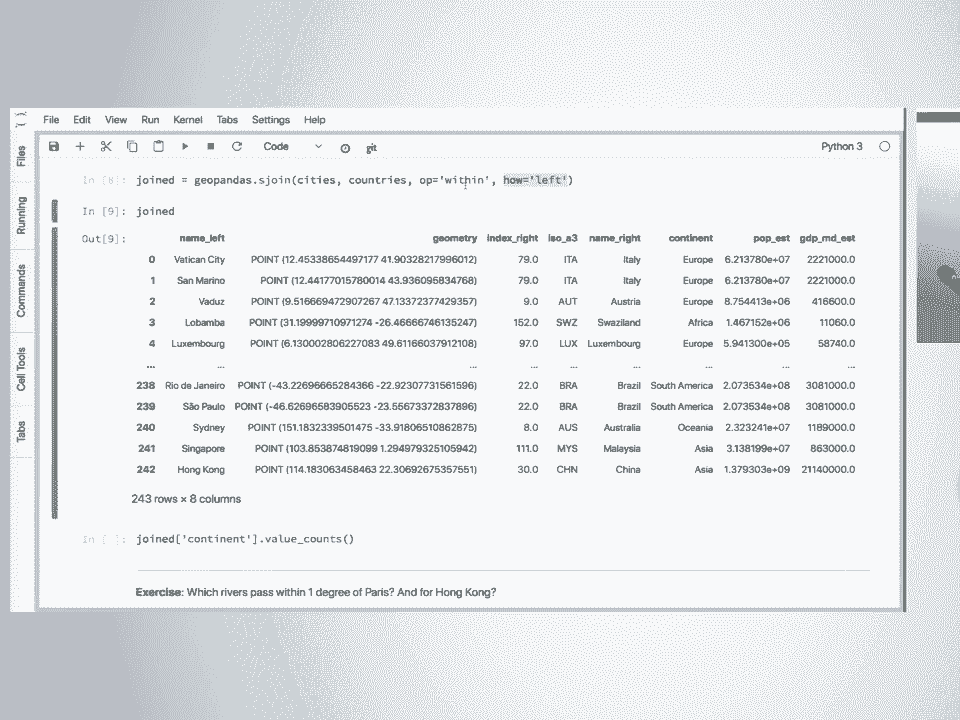 File Edit View Run Kernel Tabs Settings Help
Code git Python 3
Files
Running
Commands
Cell Tools
Tabs
In [8]: joined = geopandas.sjoin(cities, countries, op='within', how='left')
In [9]: joined
Out[9]: name_left geometry index_right iso_a3 name_right continent pop_est gdp_md_est
0 Vatican City POINT (12.45338654497177 41.90328217996012) 79.0 ITA Italy Europe 6.213780e+07 2221000.0
1 San Marino POINT (12.44177015780014 43.936096834768) 79.0 ITA Italy Europe 6.213780e+07 2221000.0
2 Vaduz POINT (9.516669472907267 47.13372377429357) 9.0 AUT Austria Europe 8.754413e+06 416600.0
3 Lobamba POINT (31.19999710971274 -26.46666746135247) 152.0 SWZ Swaziland Africa 1.467152e+06 11060.0
4 Luxembourg POINT (6.130002806227083 49.61166037912108) 97.0 LUX Luxembourg Europe 5.941300e+05 58740.0
... ... ... ... ... ... ... ... ...
238 Rio de Janeiro POINT (-43.22696665284366 -22.92307731561596) 22.0 BRA Brazil South America 2.073534e+08 3081000.0
239 São Paulo POINT (-46.62696583905523 -23.55673372837896) 22.0 BRA Brazil South America 2.073534e+08 3081000.0
240 Sydney POINT (151.1832339501475 -33.91806510862875) 8.0 AUS Australia Oceania 2.323241e+07 1189000.0
241 Singapore POINT (103.853874819099 1.294979325105942) 111.0 MYS Malaysia Asia 3.138199e+07 863000.0
242 Hong Kong POINT (114.183063458463 22.30692675357551) 30.0 CHN China Asia 1.379303e+09 21140000.0
243 rows × 8 columns
In [ ]: joined['continent'].value_counts()
Exercise: Which rivers pass within 1 degree of Paris? And for Hong Kong?